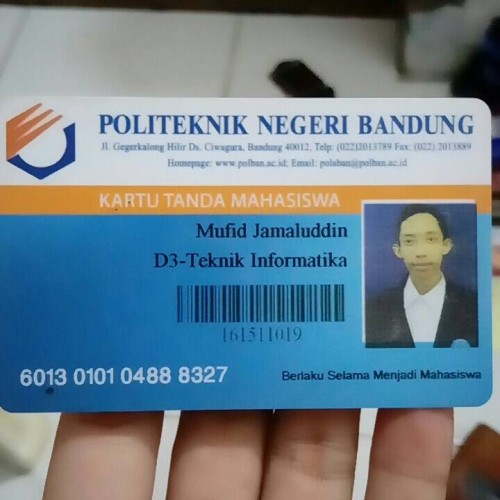 POLITEKNIK NEGERI BANDUNG
Jl. Gegerkalong Hilir Ds. Ciwaruga, Bandung 40012, Telp: (022)2013789 Fax: (022) 2013889
Homepage: www.polban.ac.id; Email: polaban@polban.ac.id
KARTU TANDA MAHASISWA
Mufid Jamaluddin
D3-Teknik Informatika
161511019
6013 0101 0488 8327
Berlaku Selama Menjadi Mahasiswa